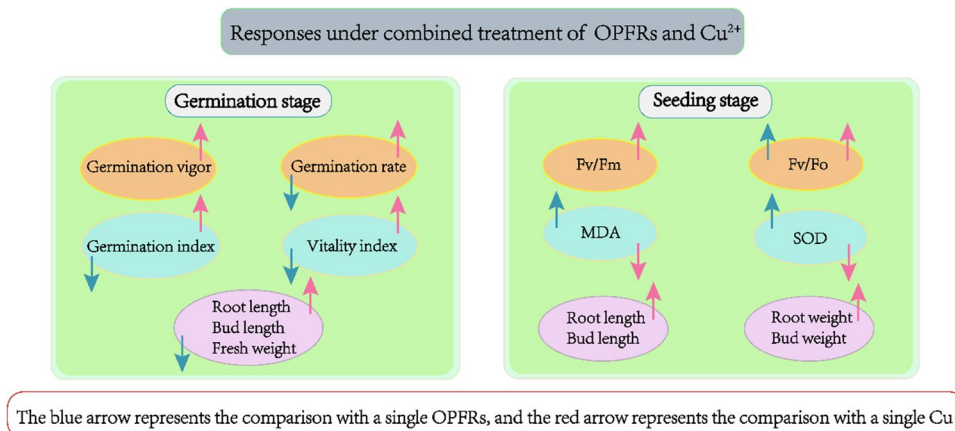 Responses under combined treatment of OPFRs and Cu²⁺
Germination stage
Germination vigor
Germination rate
Germination index
Vitality index
Root length
Bud length
Fresh weight
Seeding stage
Fv/Fm
Fv/Fo
MDA
SOD
Root length
Bud length
Root weight
Bud weight
The blue arrow represents the comparison with a single OPFRs, and the red arrow represents the comparison with a single Cu